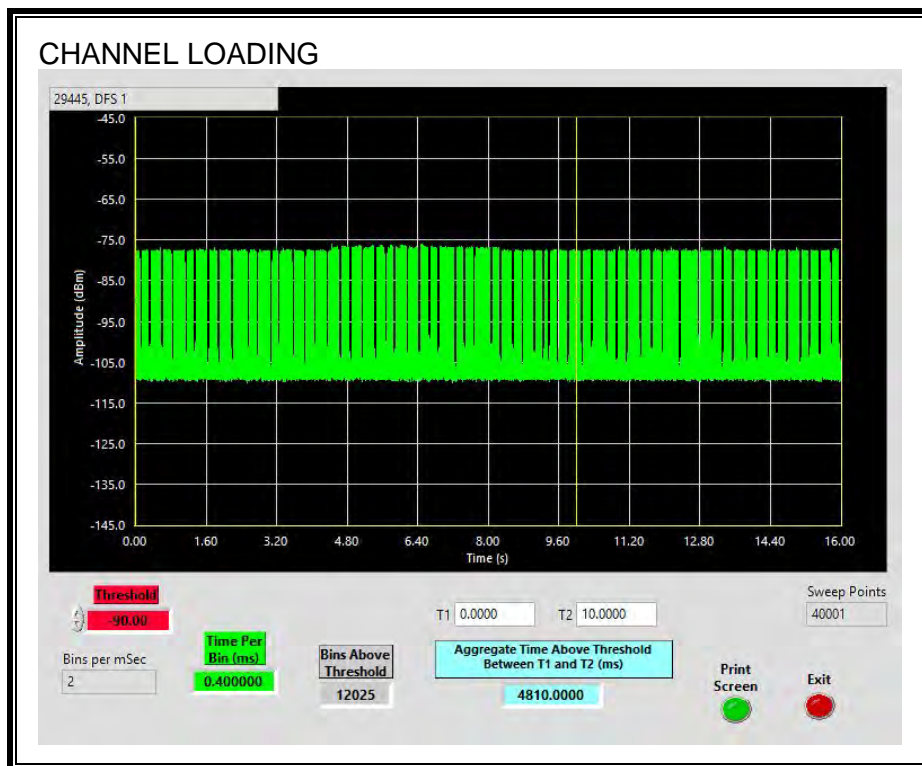 CHANNEL LOADING
29445, DFS 1
-45.0
-55.0
-65.0
-75.0
-85.0
-95.0
-105.0
-115.0
-125.0
-135.0
-145.0
Amplitude (dBm)
0.00 1.60 3.20 4.80 6.40 8.00 9.60 11.20 12.80 14.40 16.00
Time (s)
Threshold
-90.00
Bins per mSec
2
Time Per
Bin (ms)
0.400000
Bins Above
Threshold
12025
T1 0.0000 T2 10.0000
Aggregate Time Above Threshold
Between T1 and T2 (ms)
4810.0000
Sweep Points
40001
Print
Screen
Exit